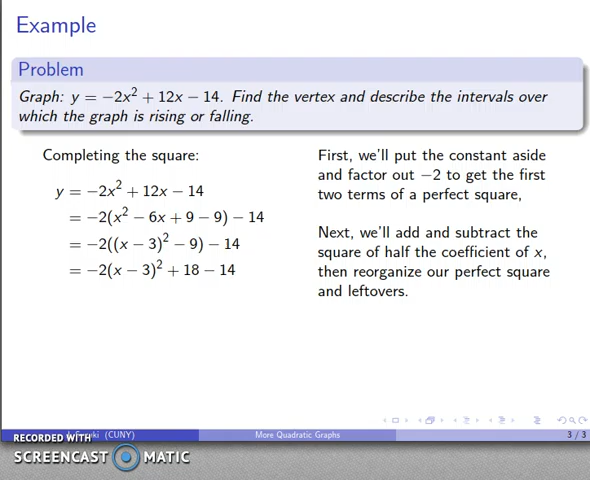 Example
Problem
Graph: y = −2x² + 12x − 14. Find the vertex and describe the intervals over
which the graph is rising or falling.
Completing the square:
y = −2x² + 12x − 14
= −2(x² − 6x + 9 − 9) − 14
= −2((x − 3)² − 9) − 14
= −2(x − 3)² + 18 − 14
First, we'll put the constant aside
and factor out −2 to get the first
two terms of a perfect square,
Next, we'll add and subtract the
square of half the coefficient of x,
then reorganize our perfect square
and leftovers.
(CUNY)
More Quadratic Graphs
3 / 3
RECORDED WITH
SCREENCAST MATIC